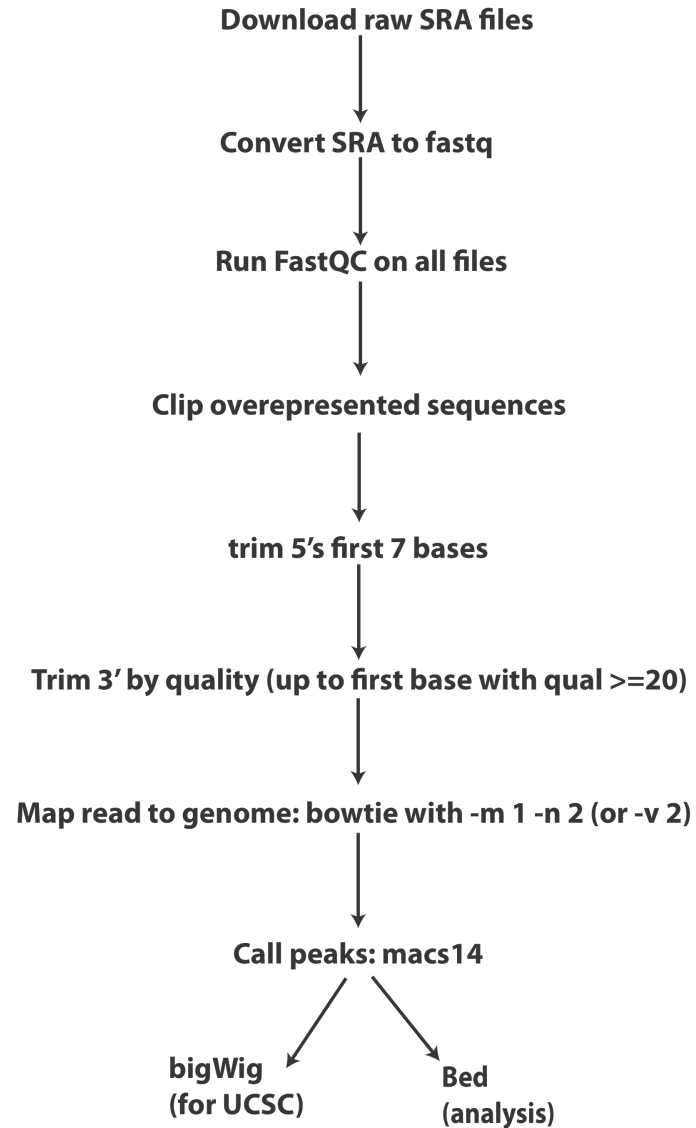 Download raw SRA files
Convert SRA to fastq
Run FastQC on all files
Clip overepresented sequences
trim 5’s first 7 bases
Trim 3’ by quality (up to first base with qual >=20)
Map read to genome: bowtie with -m 1 -n 2 (or -v 2)
Call peaks: macs14
bigWig
(for UCSC)
Bed
(analysis)